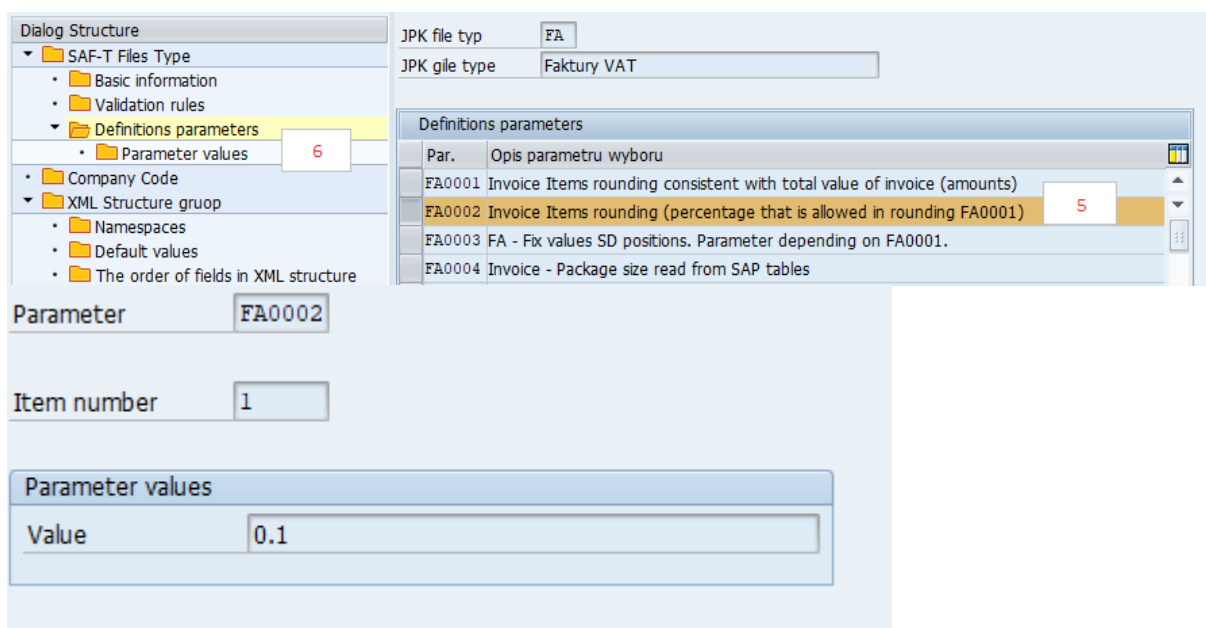 Dialog Structure
SAF-T Files Type
Basic information
Validation rules
Definitions parameters
Parameter values
6
Company Code
XML Structure gruop
Namespaces
Default values
The order of fields in XML structure
JPK file typ FA
JPK gile type Faktury VAT
Definitions parameters
Par. Opis parametru wyboru
FA0001 Invoice Items rounding consistent with total value of invoice (amounts)
FA0002 Invoice Items rounding (percentage that is allowed in rounding FA0001)
5
FA0003 FA - Fix values SD positions. Parameter depending on FA0001.
FA0004 Invoice - Package size read from SAP tables
Parameter FA0002
Item number 1
Parameter values
Value 0.1